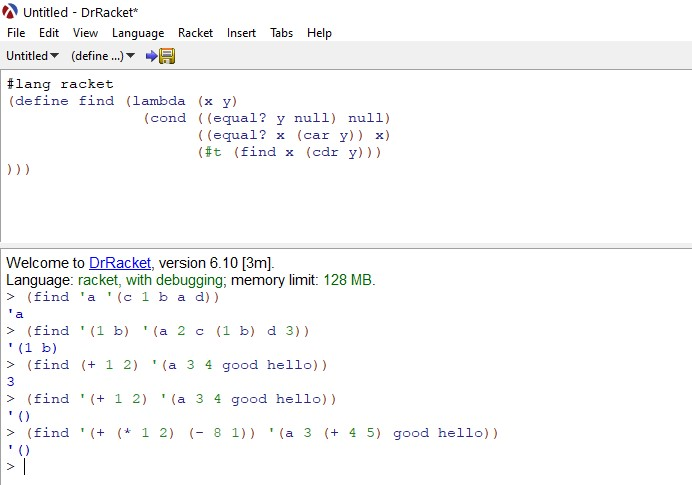 Untitled - DrRacket*
File Edit View Language Racket Insert Tabs Help
Untitled (define ...)
#lang racket
(define find (lambda (x y)
(cond ((equal? y null) null)
((equal? x (car y)) x)
(#t (find x (cdr y)))
)))
Welcome to DrRacket, version 6.10 [3m].
Language: racket, with debugging; memory limit: 128 MB.
> (find 'a '(c 1 b a d))
'a
> (find '(1 b) '(a 2 c (1 b) d 3))
'(1 b)
> (find (+ 1 2) '(a 3 4 good hello))
3
> (find '(+ 1 2) '(a 3 4 good hello))
'()
> (find '(+ (* 1 2) (- 8 1)) '(a 3 (+ 4 5) good hello))
'()
>